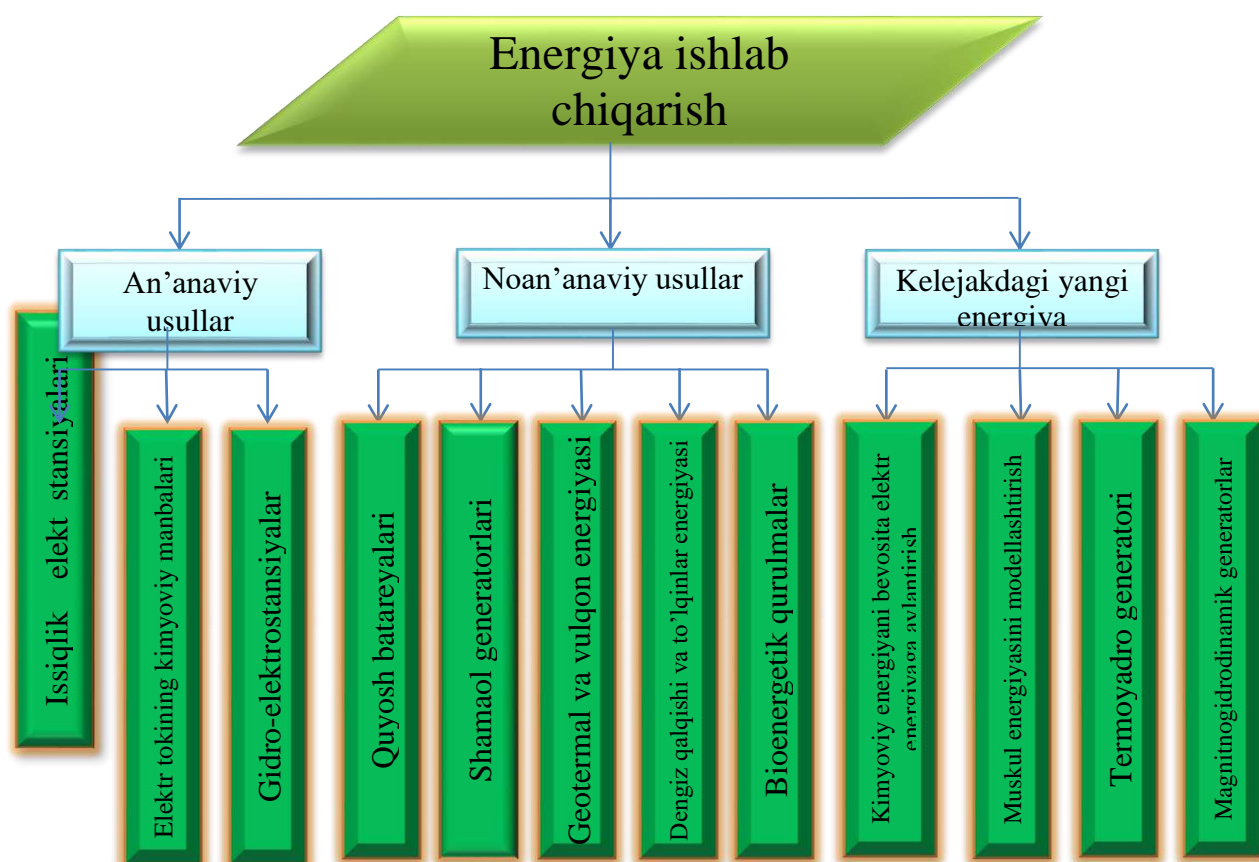 Energiya ishlab
chiqarish
An’anaviy
usullar
Noan’anaviy usullar
Kelejakdagi yangi
energiya
Issiqlik elekt stansiyalari
Elektr tokining kimyoviy manbalari
Gidro-elektrostansiyalar
Quyosh batareyalari
Shamaol generatorlari
Geotermal va vulqon energiyasi
Dengiz qalqishi va to’lqinlar energiyasi
Bioenergetik qurulmalar
Kimyoviy energiyani bevosita elektr
energiyaga aylantirish
Muskul energiyasini modellashtirish
Termoyadro generatori
Magnitnogidrodinamik generatorlar